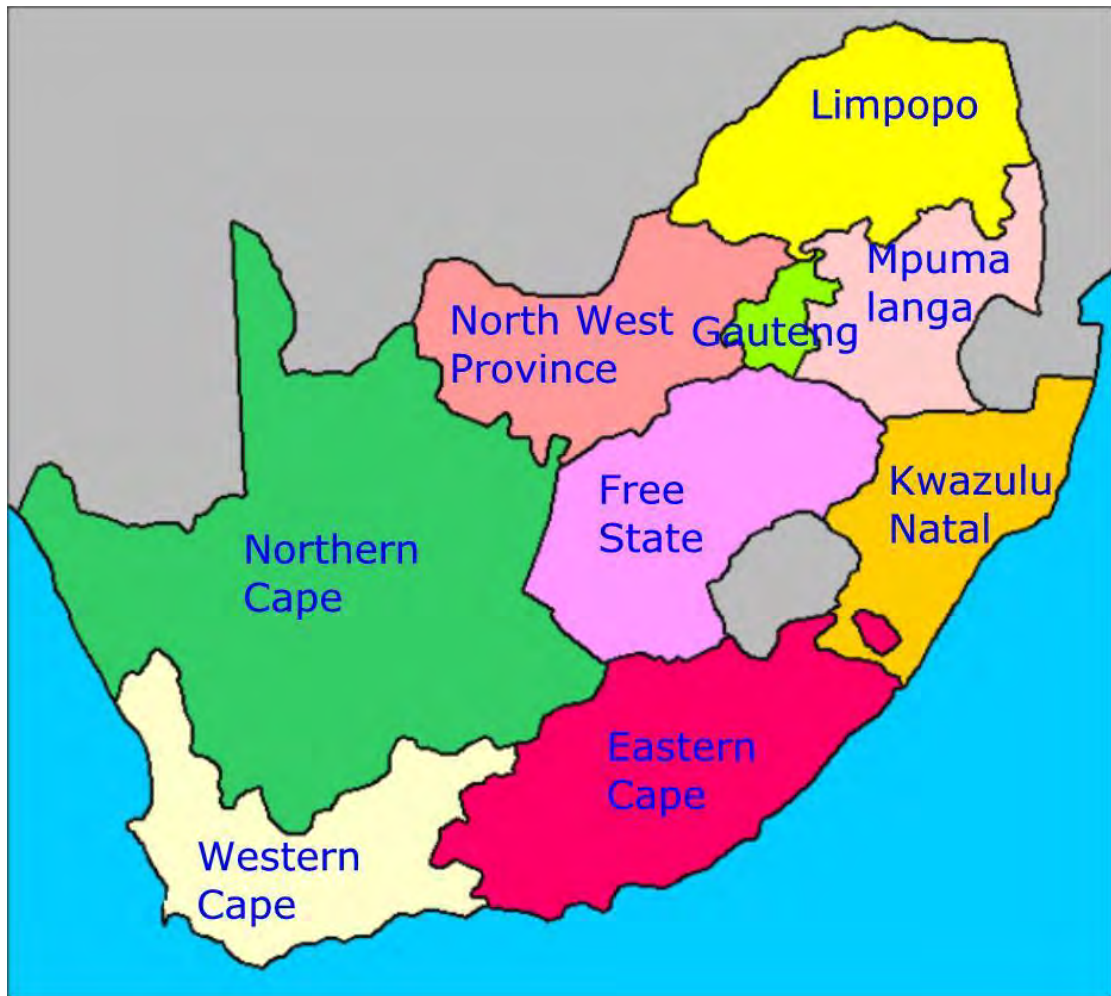 Limpopo
Mpuma
langa
North West
Province
Gauteng
Free
State
Kwazulu
Natal
Northern
Cape
Eastern
Cape
Western
Cape